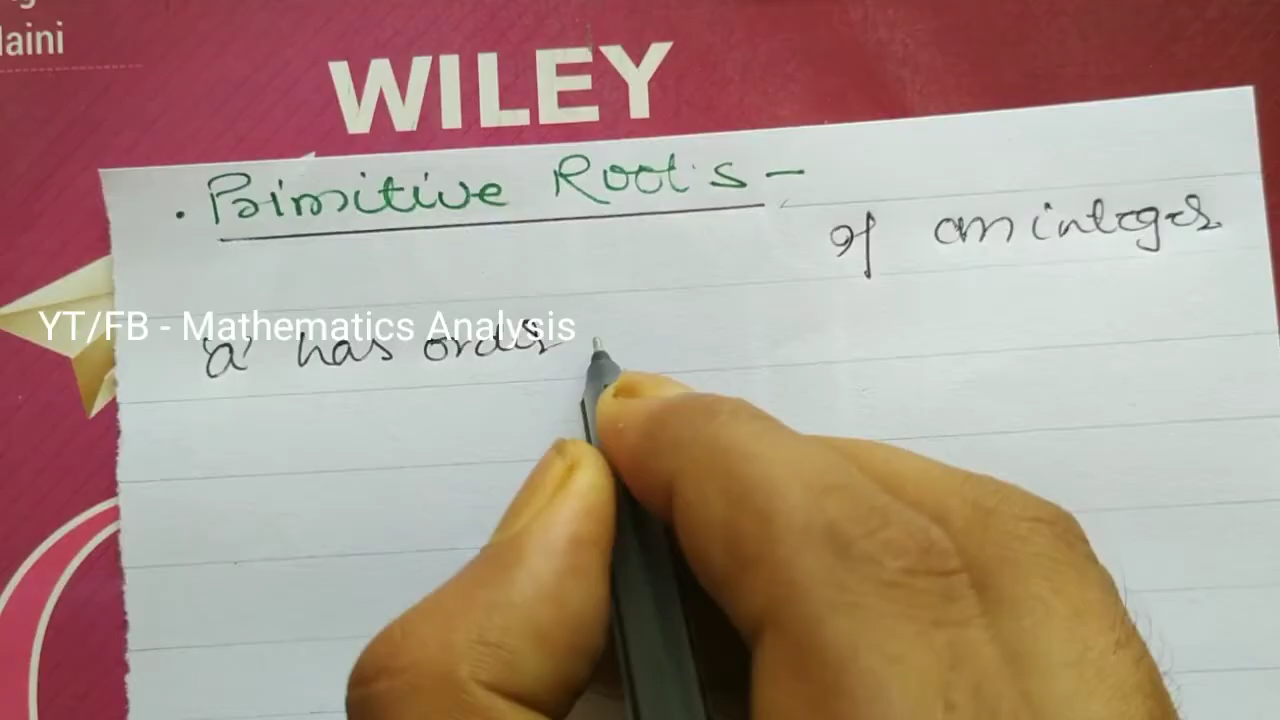 laini
WILEY
. Primitive Roots -
of an integer
YT/FB - Mathematics Analysis
'a' has order